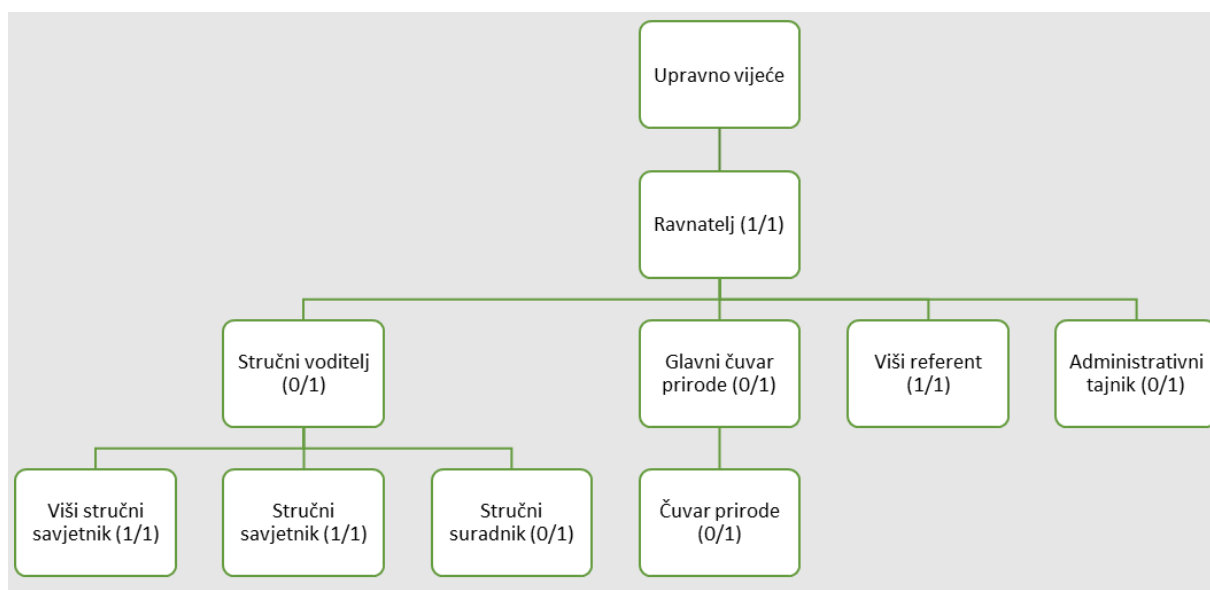 Upravno vijeće
Ravnatelj (1/1)
Stručni voditelj
(0/1)
Glavni čuvar
prirode (0/1)
Viši referent
(1/1)
Administrativni
tajnik (0/1)
Viši stručni
savjetnik (1/1)
Stručni
savjetnik (1/1)
Stručni
suradnik (0/1)
Čuvar prirode
(0/1)